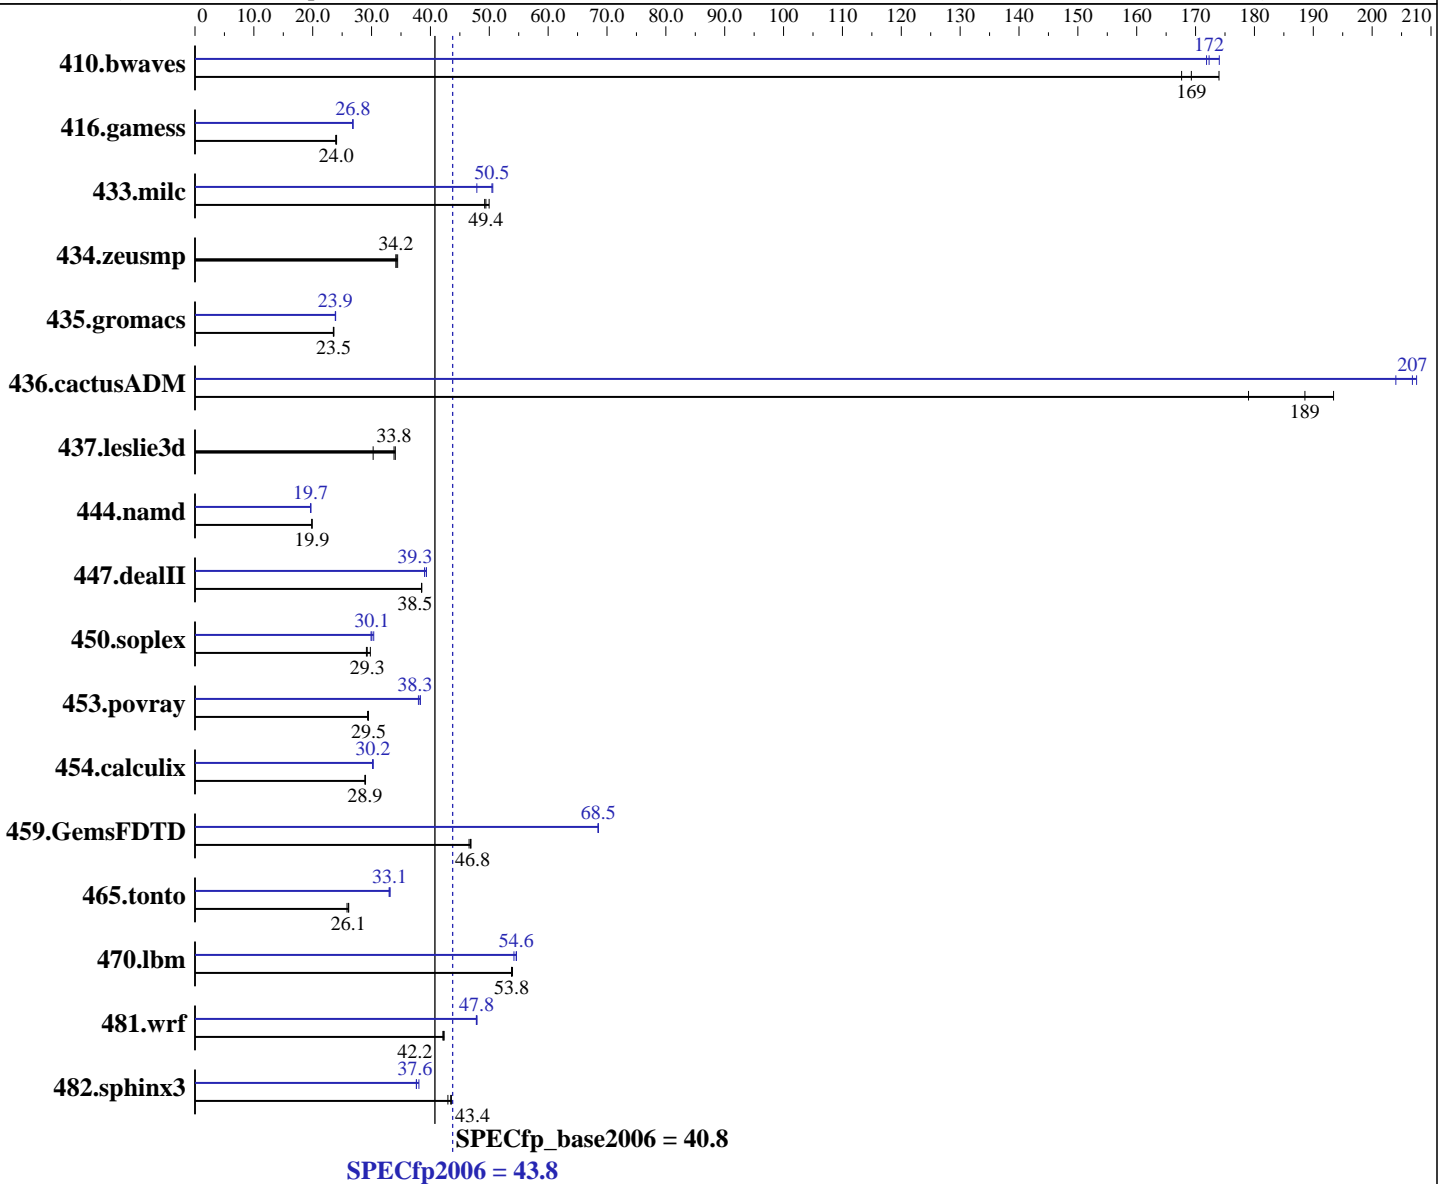 0 10.0 20.0 30.0 40.0 50.0 60.0 70.0 80.0 90.0 100 110 120 130 140 150 160 170 180 190 200 210
172
410.bwaves
169
26.8
416.gamess
24.0
50.5
433.milc
49.4
34.2
434.zeusmp
23.9
435.gromacs
23.5
207
436.cactusADM
189
33.8
437.leslie3d
19.7
444.namd
19.9
39.3
447.dealII
38.5
30.1
450.soplex
29.3
38.3
453.povray
29.5
30.2
454.calculix
28.9
68.5
459.GemsFDTD
46.8
33.1
465.tonto
26.1
54.6
470.lbm
53.8
47.8
481.wrf
42.2
37.6
482.sphinx3
43.4
SPECfp_base2006 = 40.8
SPECfp2006 = 43.8